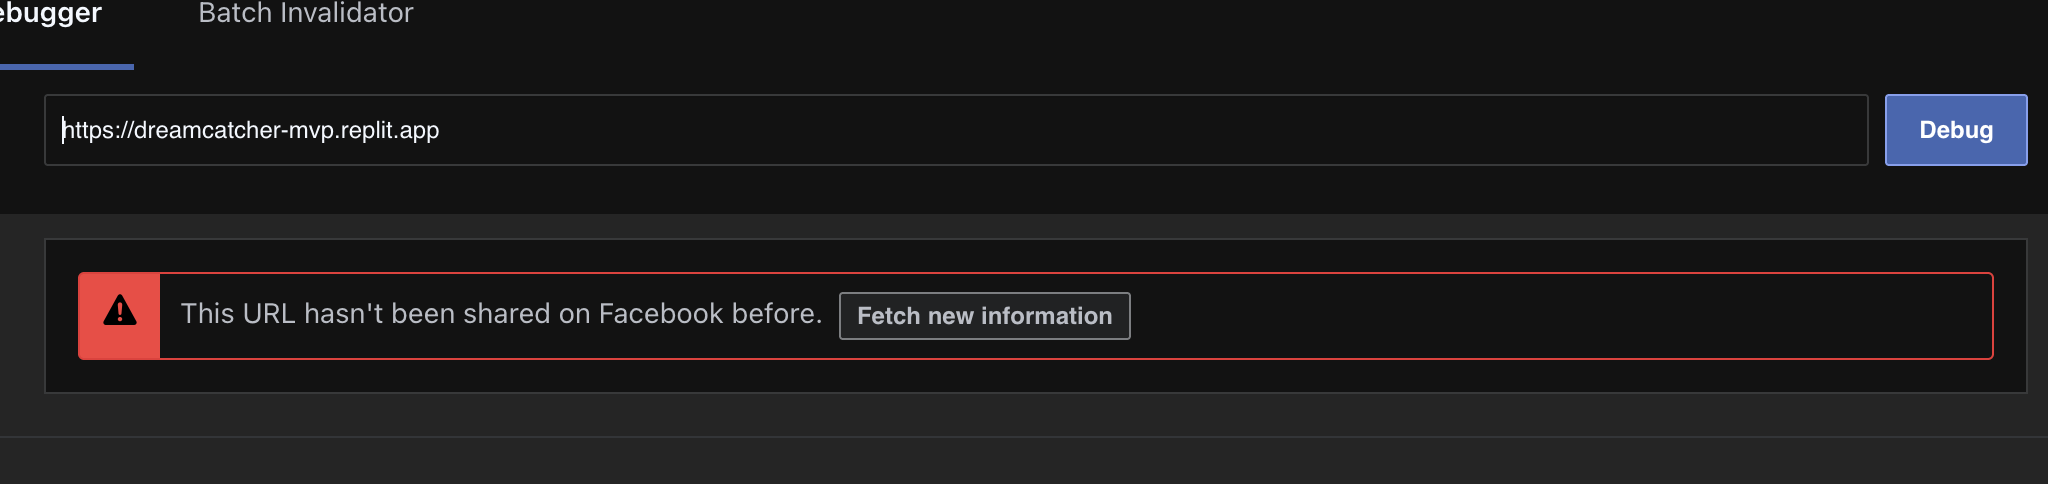 ebugger
Batch Invalidator
https://dreamcatcher-mvp.replit.app
Debug
This URL hasn't been shared on Facebook before.
Fetch new information